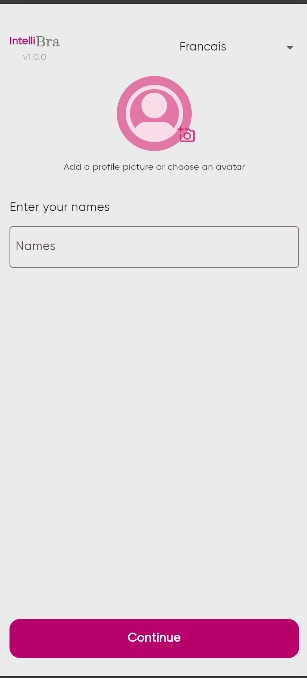 IntelliBra
v1.0.0
Francais
Add a profile picture or choose an avatar
Enter your names
Names
Continue